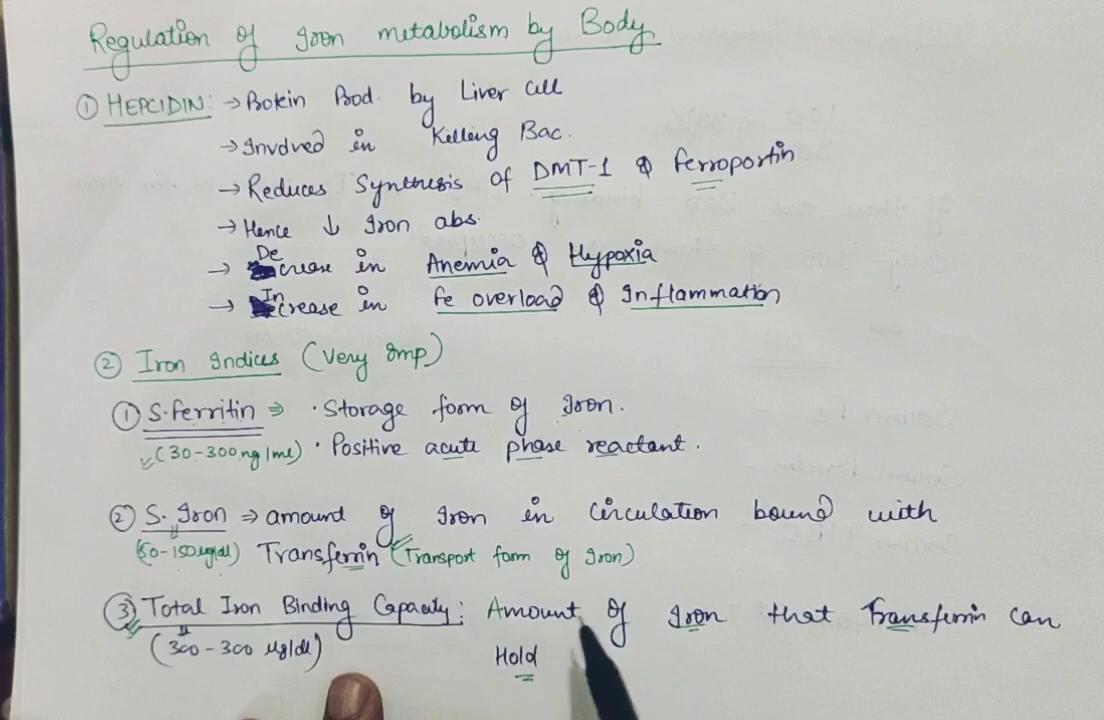 Regulation of Iron metabolism by Body
① HEPCIDIN: → Protein Prod. by Liver cell
→ Involved in Killing Bac.
→ Reduces Synthesis of DMT-1 & ferroportin
→ Hence ↓ Iron abs.
→ Decrease in Anemia & Hypoxia
→ Increase in Fe overload & Inflammation
② Iron Indices (Very Imp)
① S. ferritin ⇒ · Storage form of Iron.
(30-300 ng/ml) · Positive acute phase reactant.
② S. Iron ⇒ amount of Iron in Circulation bound with
(50-150 µg/dl) Transferrin (Transport form of Iron)
③ Total Iron Binding Capacity: Amount of Iron that Transferrin can
(300-300 µg/dl) Hold